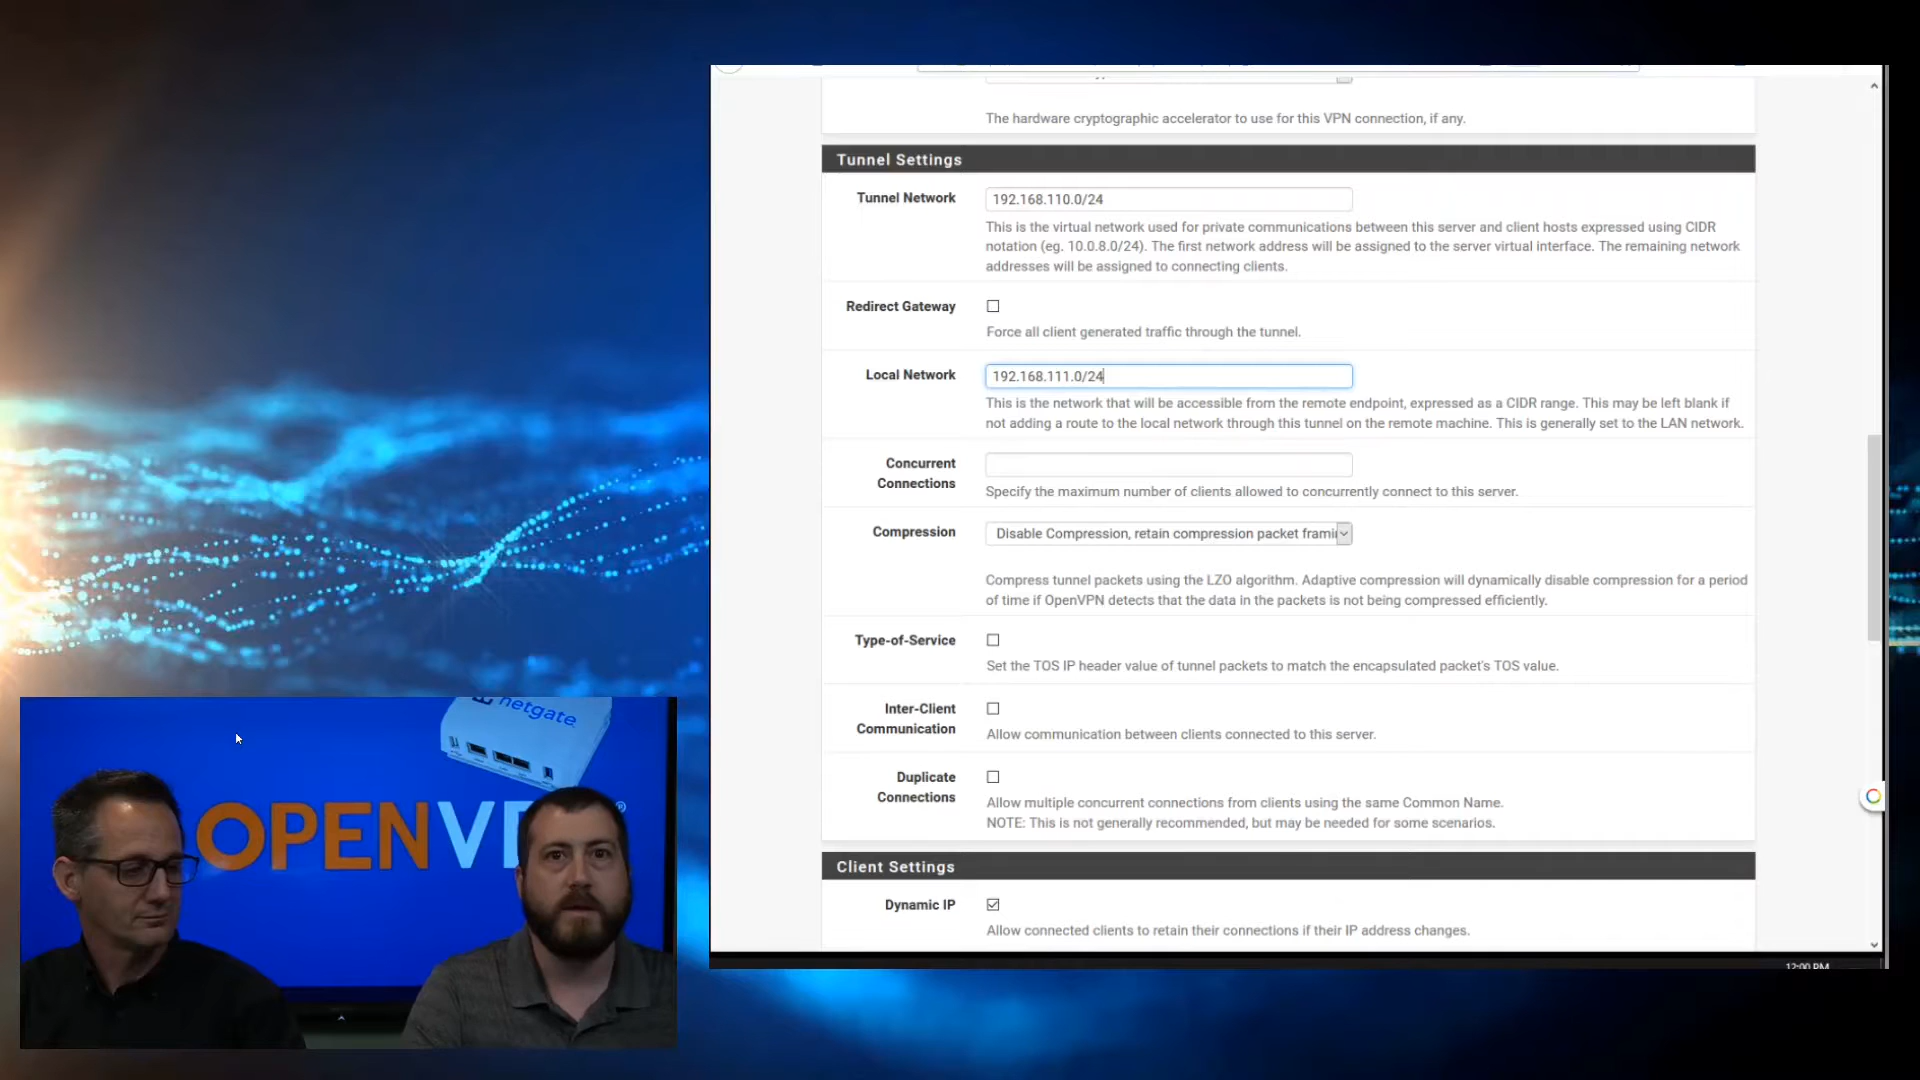 The hardware cryptographic accelerator to use for this VPN connection, if any.
Tunnel Settings
Tunnel Network
192.168.110.0/24
This is the virtual network used for private communications between this server and client hosts expressed using CIDR
notation (eg. 10.0.8.0/24). The first network address will be assigned to the server virtual interface. The remaining network
addresses will be assigned to connecting clients.
Redirect Gateway
Force all client generated traffic through the tunnel.
Local Network
192.168.111.0/24
This is the network that will be accessible from the remote endpoint, expressed as a CIDR range. This may be left blank if
not adding a route to the local network through this tunnel on the remote machine. This is generally set to the LAN network.
Concurrent
Connections
Specify the maximum number of clients allowed to concurrently connect to this server.
Compression
Disable Compression, retain compression packet frami
Compress tunnel packets using the LZO algorithm. Adaptive compression will dynamically disable compression for a period
of time if OpenVPN detects that the data in the packets is not being compressed efficiently.
Type-of-Service
Set the TOS IP header value of tunnel packets to match the encapsulated packet's TOS value.
Inter-Client
Communication
Allow communication between clients connected to this server.
Duplicate
Connections
Allow multiple concurrent connections from clients using the same Common Name.
NOTE: This is not generally recommended, but may be needed for some scenarios.
Client Settings
Dynamic IP
Allow connected clients to retain their connections if their IP address changes.
12:00 PM
netgate
OPENV
®